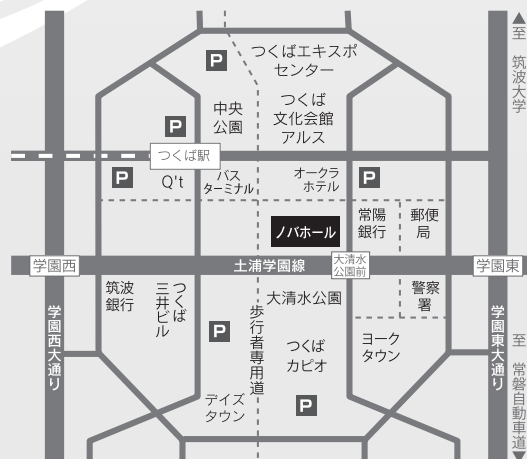 ▲至 筑波大学
P
つくばエキスポ
センター
中央
公園
つくば
文化会館
アルス
P
つくば駅
P
Q't
バス
ターミナル
オークラ
ホテル
P
ノバホール
常陽
銀行
郵便
局
学園西
土浦学園線
大清水
公園前
学園東
筑波
銀行
つくば
三井ビル
大清水公園
警察
署
学園西大通り
歩行者専用道
学園東大通り
P
つくば
カピオ
ヨーク
タウン
デイズ
タウン
P
至 常磐自動車道▼